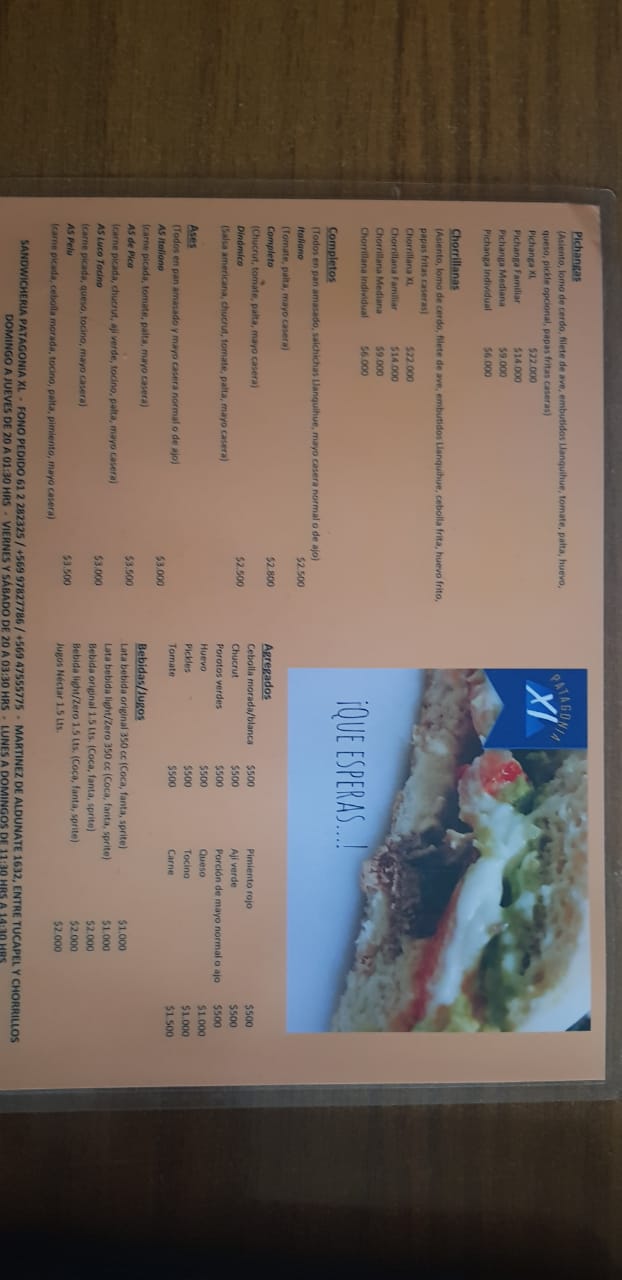 Pichangas
(Asiento, lomo de cerdo, filete de ave, embutidos Llanquihue, tomate, palta, huevo,
queso, pickle opcional, papas fritas caseras)
Pichanga XL $22.000
Pichanga Familiar $14.000
Pichanga Mediana $9.000
Pichanga Individual $6.000
Chorrillanas
(Asiento, lomo de cerdo, filete de ave, embutidos Llanquihue, cebolla frita, huevo frito,
papas fritas caseras)
Chorrillana XL $22.000
Chorrillana Familiar $14.000
Chorrillana Mediana $9.000
Chorrillana Individual $6.000
Completos
(Todos en pan amasado, salchichas Llanquihue, mayo casera normal o de ajo)
Italiano $2.500
(Tomate, palta, mayo casera)
Completo $2.800
(Chucrut, tomate, palta, mayo casera)
Dinámico $2.500
(Salsa americana, chucrut, tomate, palta, mayo casera)
Ases
(Todos en pan amasado y mayo casera normal o de ajo)
AS Italiano $3.000
(carne picada, tomate, palta, mayo casera)
AS de Pica $3.500
(carne picada, chucrut, ají verde, tocino, palta, mayo casera)
AS Luco Tocino $3.000
(carne picada, queso, tocino, mayo casera)
AS Pelu $3.500
(carne picada, cebolla morada, tocino, palta, pimiento, mayo casera)
PATAGONIA
XL
¡QUE ESPERAS...!
Agregados
Cebolla morada/blanca $500 Pimiento rojo $500
Chucrut $500 Ají verde $500
Porotos verdes $500 Porción de mayo normal o ajo $500
Huevo $500 Queso $1.000
Pickles $500 Tocino $1.000
Tomate $500 Carne $1.500
Bebidas/Jugos
Lata bebida original 350 cc (Coca, fanta, sprite) $1.000
Lata bebida light/Zero 350 cc (Coca, fanta, sprite) $1.000
Bebida original 1.5 Lts. (Coca, fanta, sprite) $2.000
Bebida light/Zero 1.5 Lts. (Coca, fanta, sprite) $2.000
Jugos Néctar 1.5 Lts. $2.000
SANDWICHERIA PATAGONIA XL - FONO PEDIDO 61 2 282325 / +569 97827786 / +569 47555775 - MARTINEZ DE ALDUNATE 1632, ENTRE TUCAPEL Y CHORRILLOS
DOMINGO A JUEVES DE 20 A 01:30 HRS - VIERNES Y SÁBADO DE 20 A 03:30 HRS - LUNES A DOMINGOS DE 11:30 HRS A 14:30 HRS